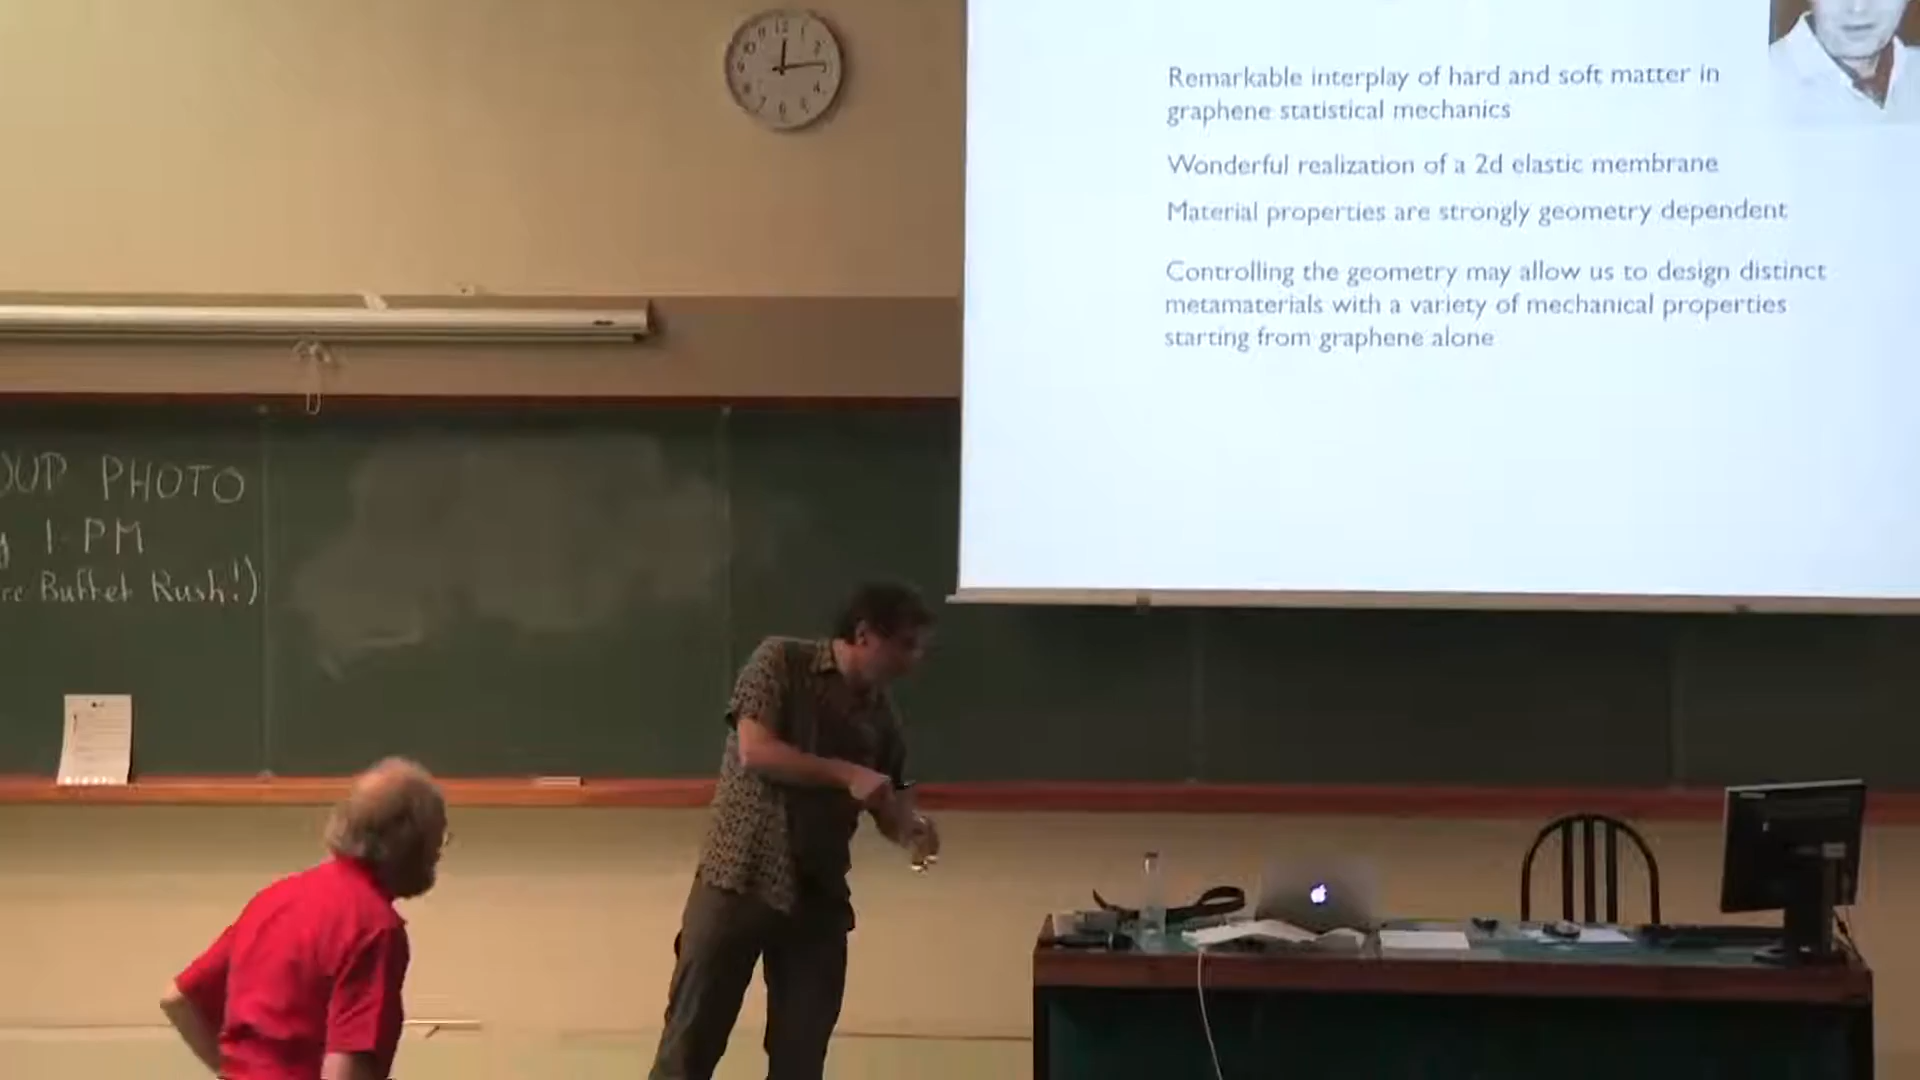 Remarkable interplay of hard and soft matter in
graphene statistical mechanics
Wonderful realization of a 2d elastic membrane
Material properties are strongly geometry dependent
Controlling the geometry may allow us to design distinct
metamaterials with a variety of mechanical properties
starting from graphene alone
OUP PHOTO
1 PM
re Buffet Rush!)